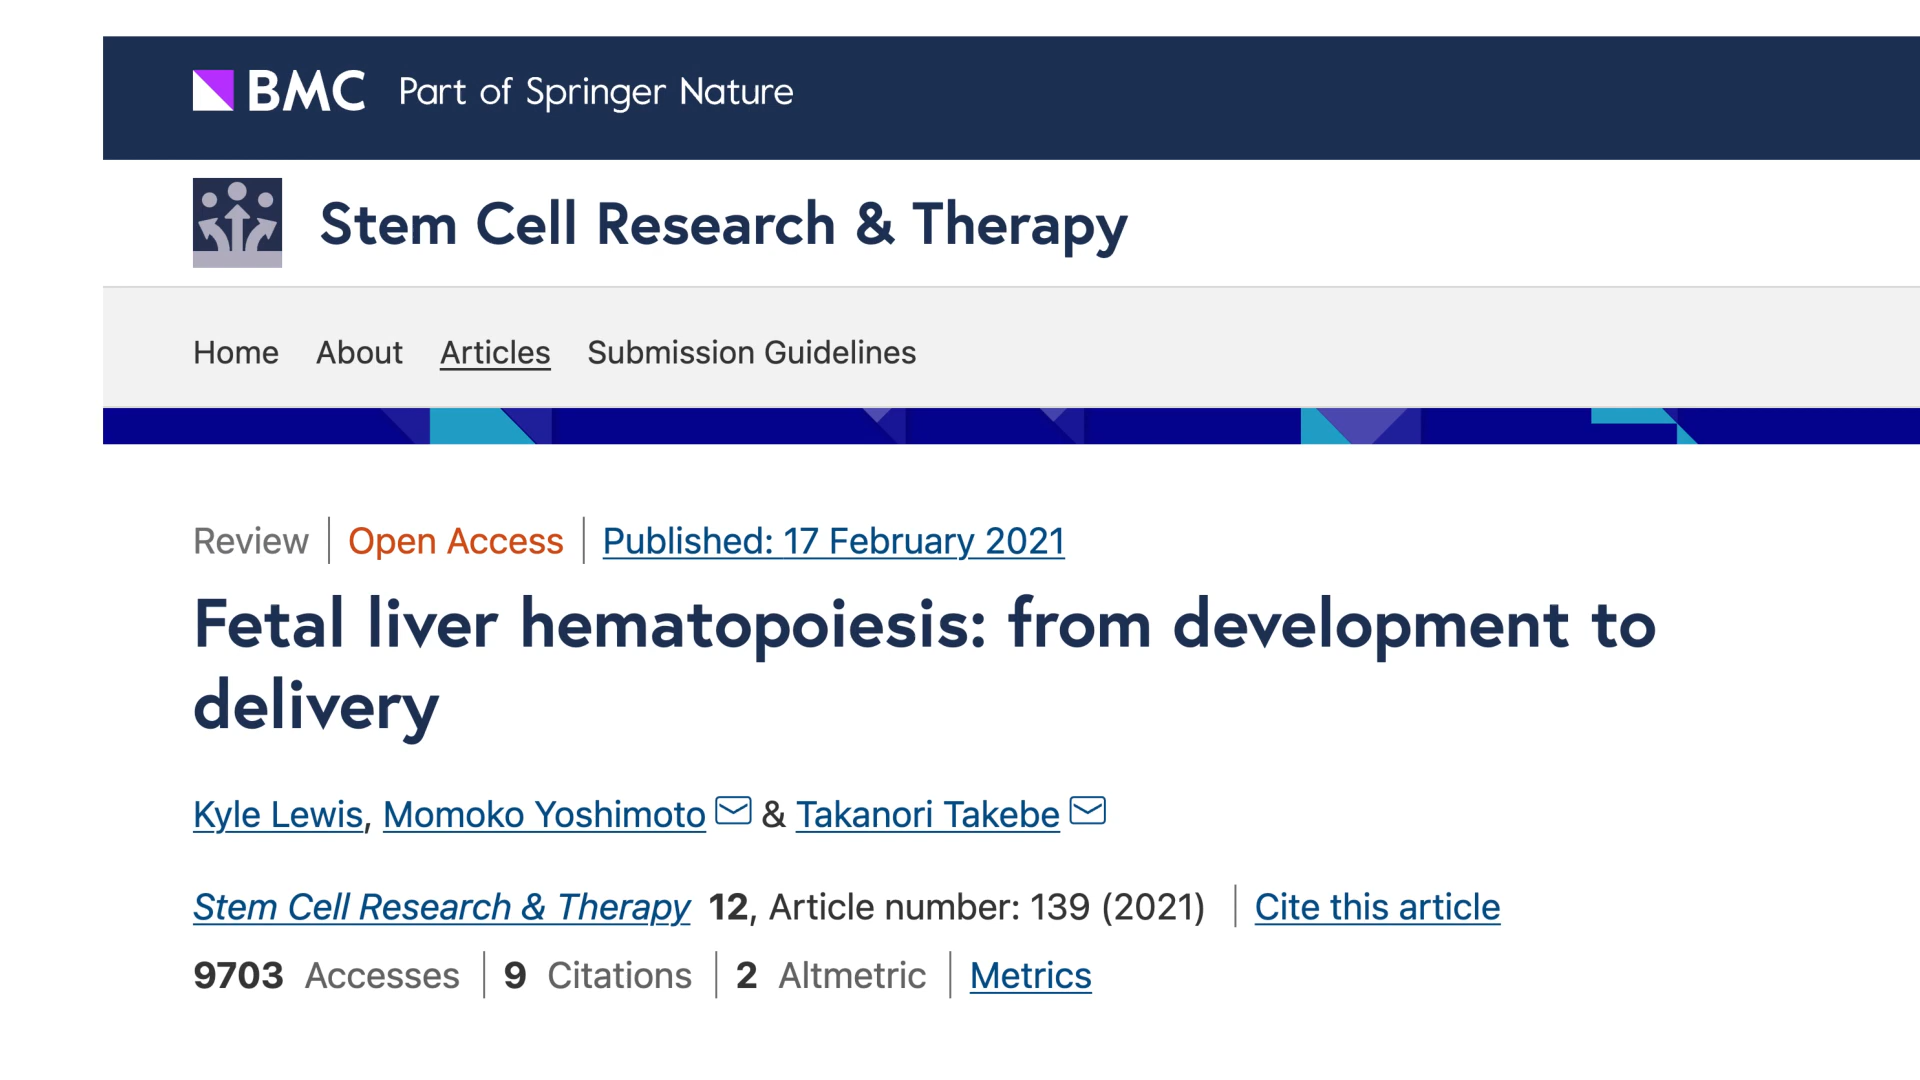 BMC Part of Springer Nature
Stem Cell Research & Therapy
Home About Articles Submission Guidelines
Review Open Access Published: 17 February 2021
Fetal liver hematopoiesis: from development to
delivery
Kyle Lewis, Momoko Yoshimoto & Takanori Takebe
Stem Cell Research & Therapy 12, Article number: 139 (2021) Cite this article
9703 Accesses 9 Citations 2 Altmetric Metrics